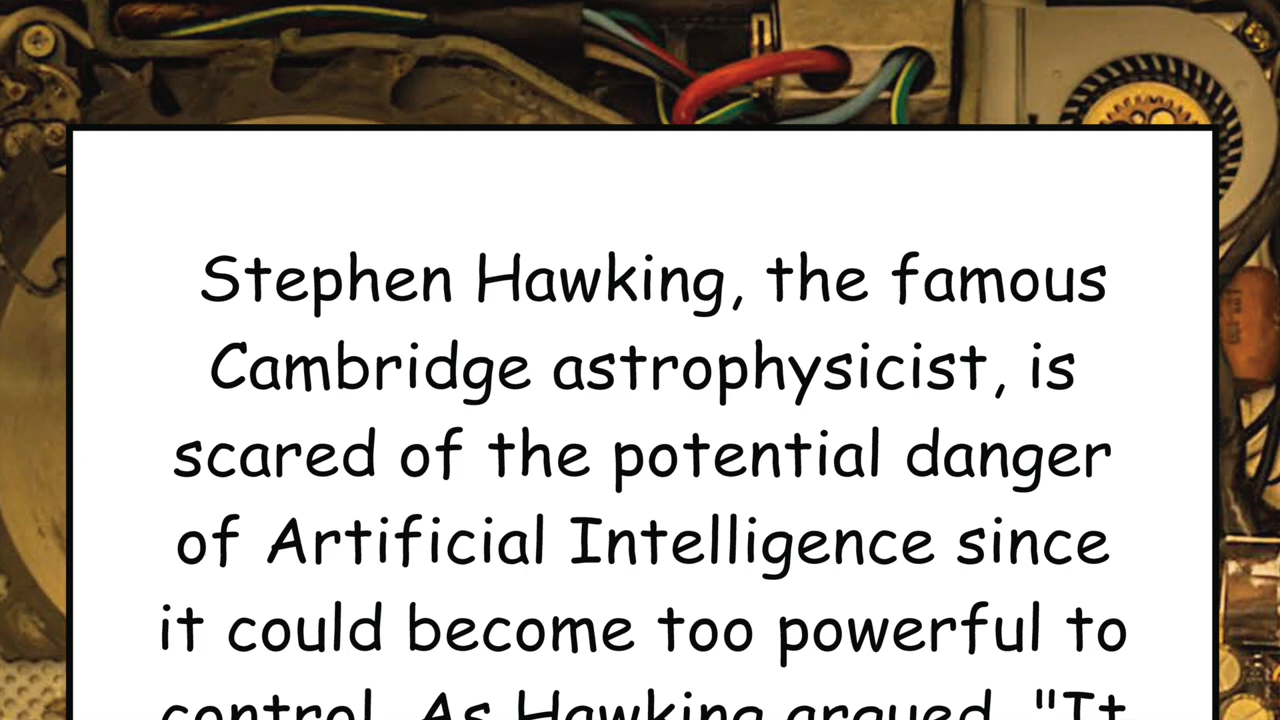 Stephen Hawking, the famous
Cambridge astrophysicist, is
scared of the potential danger
of Artificial Intelligence since
it could become too powerful to
control. As Hawking argued, "It